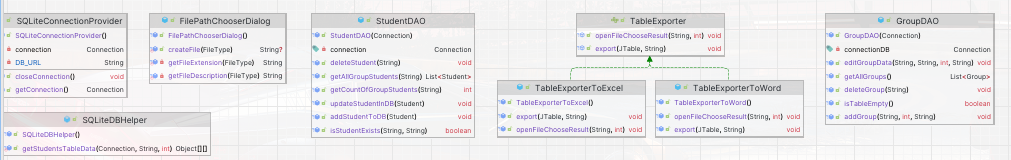 SQLiteConnectionProvider
SQLiteConnectionProvider()
connection Connection
DB_URL String
closeConnection() void
getConnection() Connection
SQLiteDBHelper
SQLiteDBHelper()
getStudentsTableData(Connection, String, int) Object[][]
FilePathChooserDialog
FilePathChooserDialog()
createFile(FileType) String?
getFileExtension(FileType) String
getFileDescription(FileType) String
StudentDAO
StudentDAO(Connection)
connection Connection
deleteStudent(String) void
getAllGroupStudents(String) List<Student>
getCountOfGroupStudents(String) int
updateStudentInDB(Student) void
addStudentToDB(Student) void
isStudentExists(String, String) boolean
TableExporter
openFileChooseResult(String, int) void
export(JTable, String) void
TableExporterToExcel
TableExporterToExcel()
export(JTable, String) void
openFileChooseResult(String, int) void
TableExporterToWord
TableExporterToWord()
openFileChooseResult(String, int) void
export(JTable, String) void
GroupDAO
GroupDAO(Connection)
connectionDB Connection
editGroupData(String, String, int, String) void
getAllGroups() List<Group>
deleteGroup(String) void
isTableEmpty() boolean
addGroup(String, int, String) void